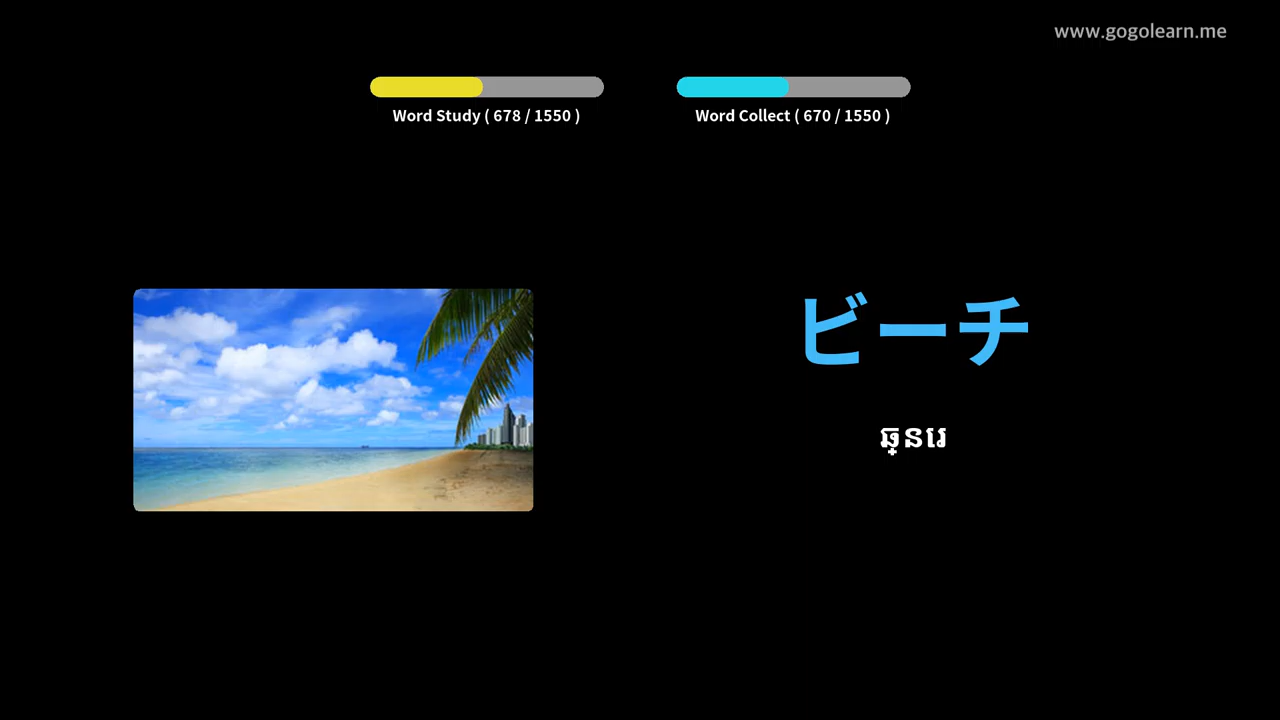 www.gogolearn.me
Word Study ( 678 / 1550 )
Word Collect ( 670 / 1550 )
ビーチ
ឆ្នេរ